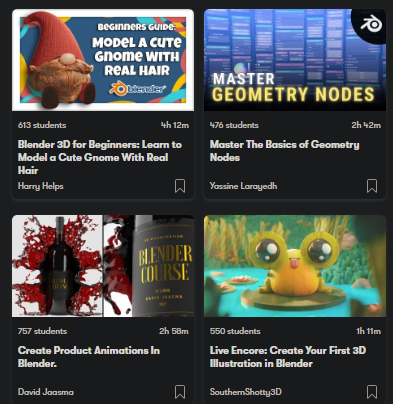 BEGINNERS GUIDE:
MODEL A CUTE
GNOME WITH
REAL HAIR
blender
613 students
4h 12m
Blender 3D for Beginners: Learn to
Model a Cute Gnome With Real
Hair
Harry Helps
MASTER
GEOMETRY NODES
476 students
2h 42m
Master The Basics of Geometry
Nodes
Yassine Larayedh
BLENDER
COURSE
DAVID JAASMA
757 students
2h 58m
Create Product Animations In
Blender.
David Jaasma
550 students
1h 11m
Live Encore: Create Your First 3D
Illustration in Blender
SouthernShotty3D